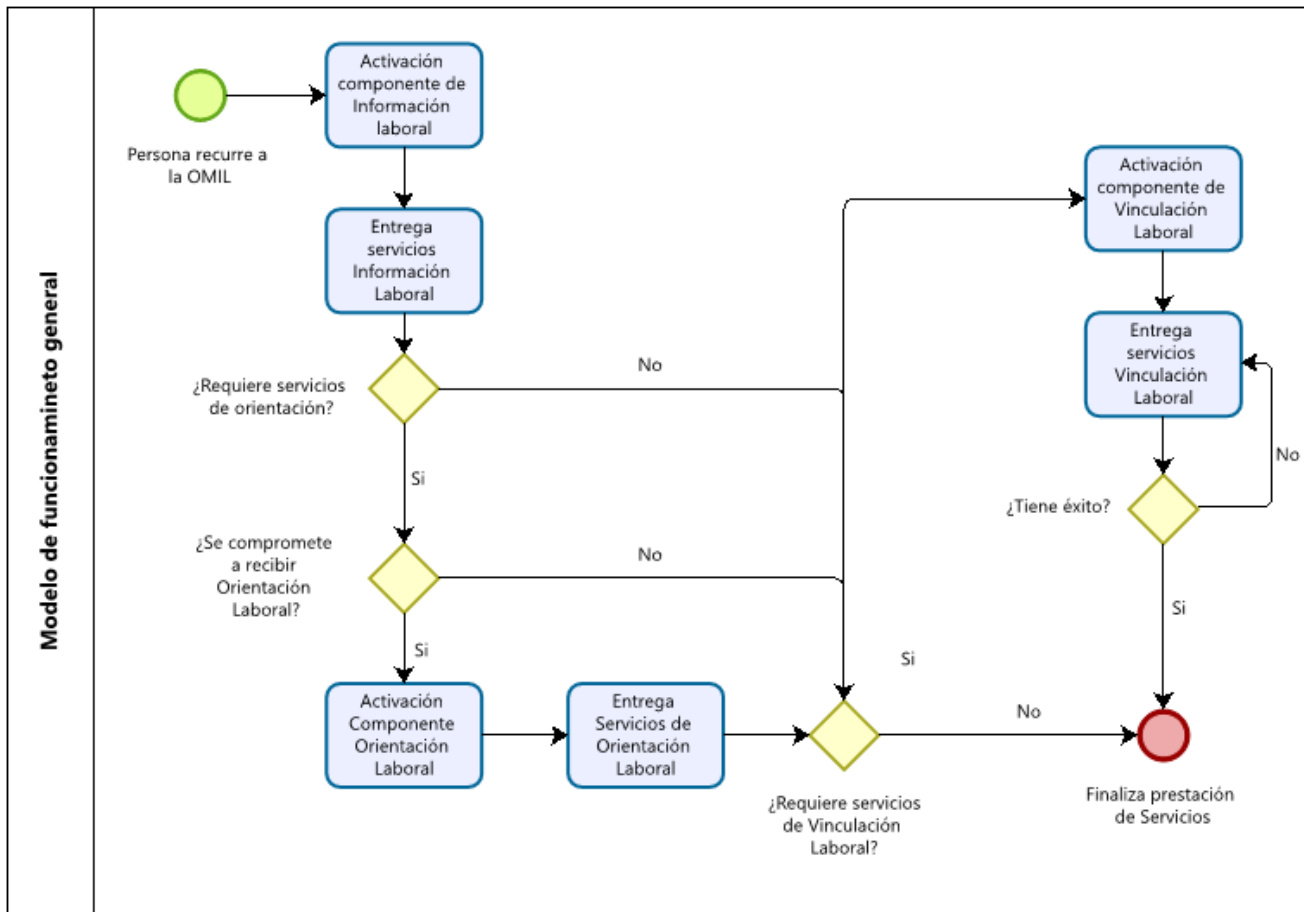 Modelo de funcionamineto general
Persona recurre a
la OMIL
Activación
componente de
Información
laboral
Entrega
servicios
Información
Laboral
¿Requiere servicios
de orientación?
No
Si
¿Se compromete
a recibir
Orientación
Laboral?
No
Si
Activación
Componente
Orientación
Laboral
Entrega
Servicios de
Orientación
Laboral
¿Requiere servicios
de Vinculación
Laboral?
Si
No
Activación
componente de
Vinculación
Laboral
Entrega
servicios
Vinculación
Laboral
¿Tiene éxito?
No
Si
Finaliza prestación
de Servicios